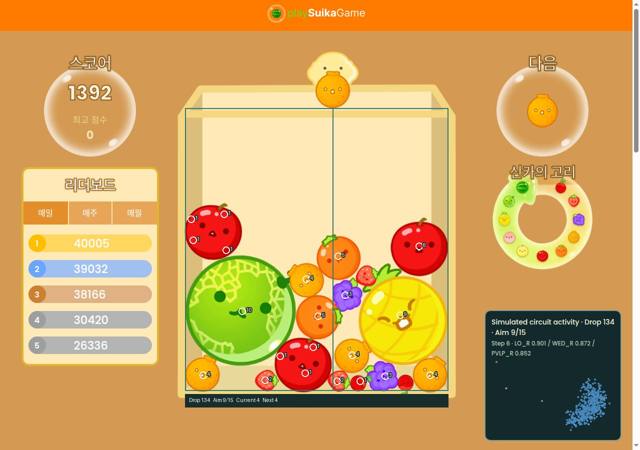 playSuikaGame
스코어
1392
최고 점수
0
다음
리더보드
매일 매주 매월
1 40005
2 39032
3 38166
4 30420
5 26336
신카의 고리
Simulated circuit activity · Drop 134
· Aim 9/15
Step 6 · LO_R 0.901 / WED_R 0.872 /
PVLP_R 0.852
Drop 134 Aim 9/15 Current 4 Next 4